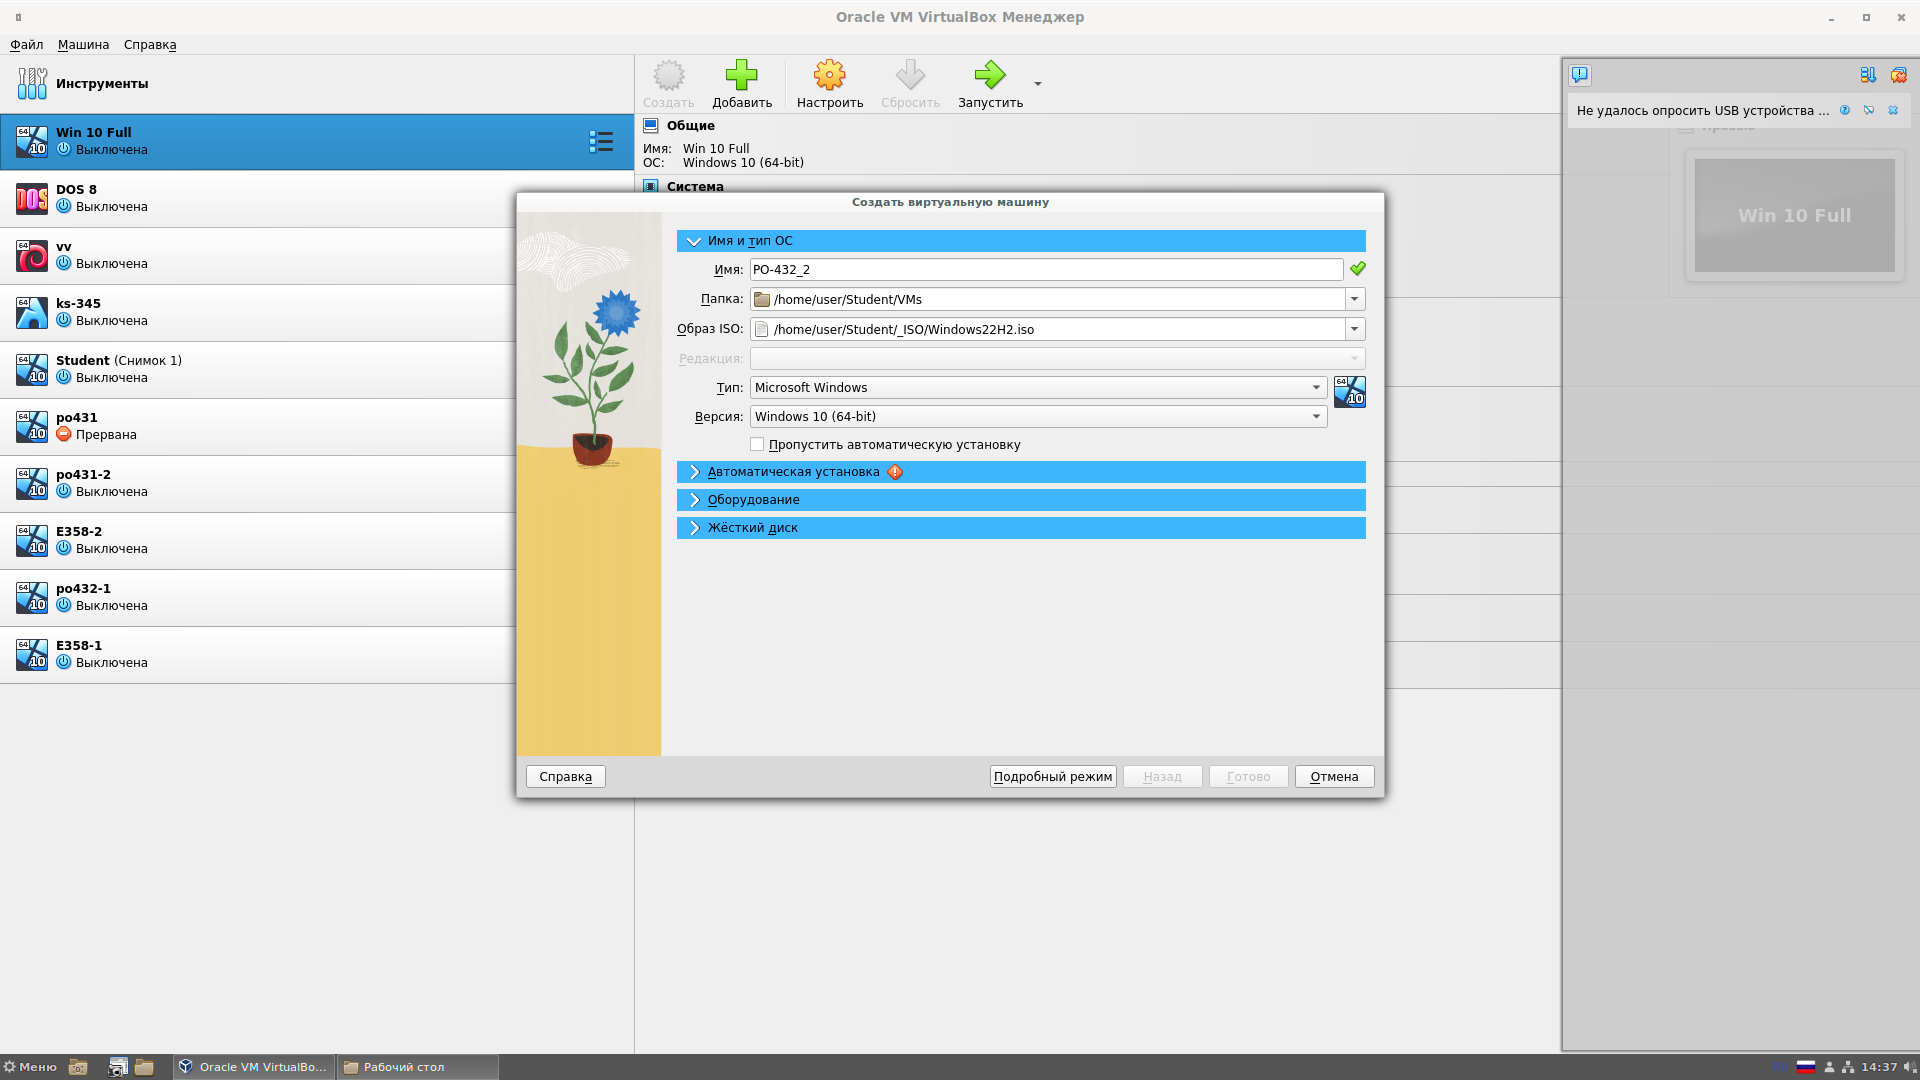 Oracle VM VirtualBox Менеджер
Файл Машина Справка
Инструменты
Создать Добавить Настроить Сбросить Запустить
Win 10 Full
Выключена
DOS 8
Выключена
vv
Выключена
ks-345
Выключена
Student (Снимок 1)
Выключена
po431
Прервана
po431-2
Выключена
E358-2
Выключена
po432-1
Выключена
E358-1
Выключена
Общие
Имя: Win 10 Full
ОС: Windows 10 (64-bit)
Система
Не удалось опросить USB устройства ...
Превью
Win 10 Full
Создать виртуальную машину
Имя и тип ОС
Имя: PO-432_2
Папка: /home/user/Student/VMs
Образ ISO: /home/user/Student/_ISO/Windows22H2.iso
Редакция:
Тип: Microsoft Windows
Версия: Windows 10 (64-bit)
Пропустить автоматическую установку
Автоматическая установка
Оборудование
Жёсткий диск
Справка Подробный режим Назад Готово Отмена
Меню Oracle VM VirtualBo... Рабочий стол 14:37